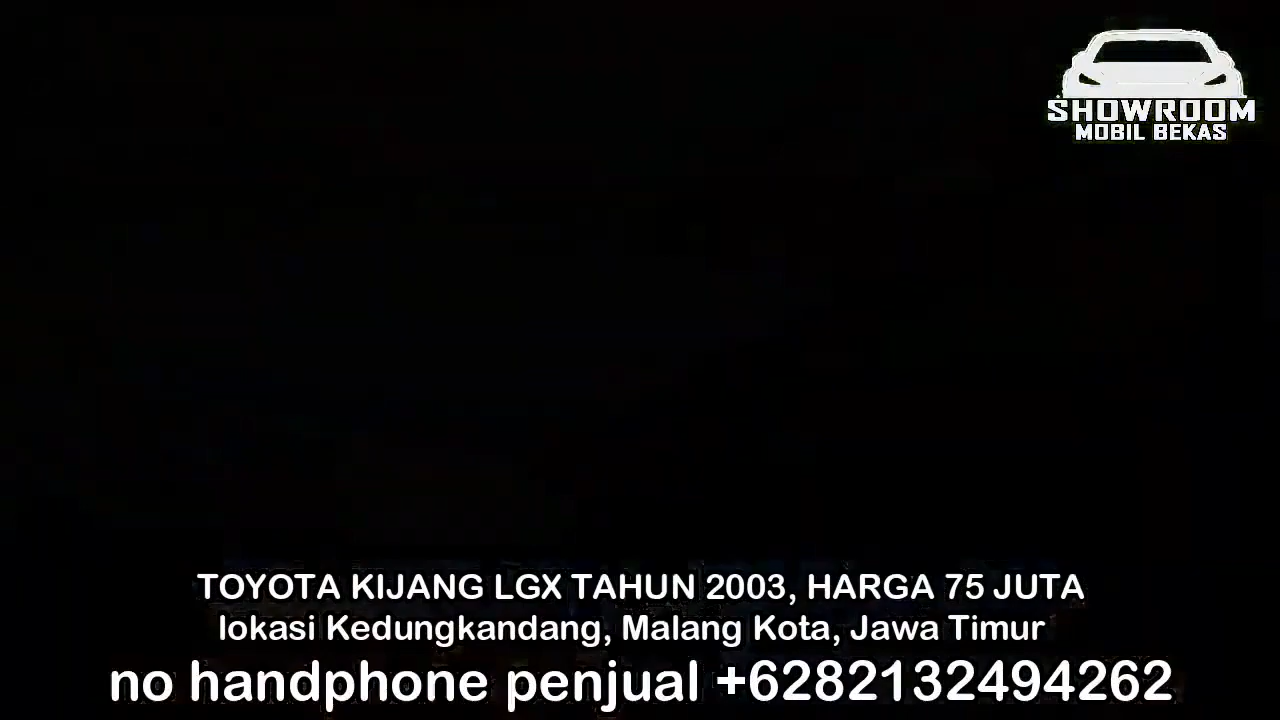 SHOWROOM
MOBIL BEKAS
TOYOTA KIJANG LGX TAHUN 2003, HARGA 75 JUTA
lokasi Kedungkandang, Malang Kota, Jawa Timur
no handphone penjual +6282132494262